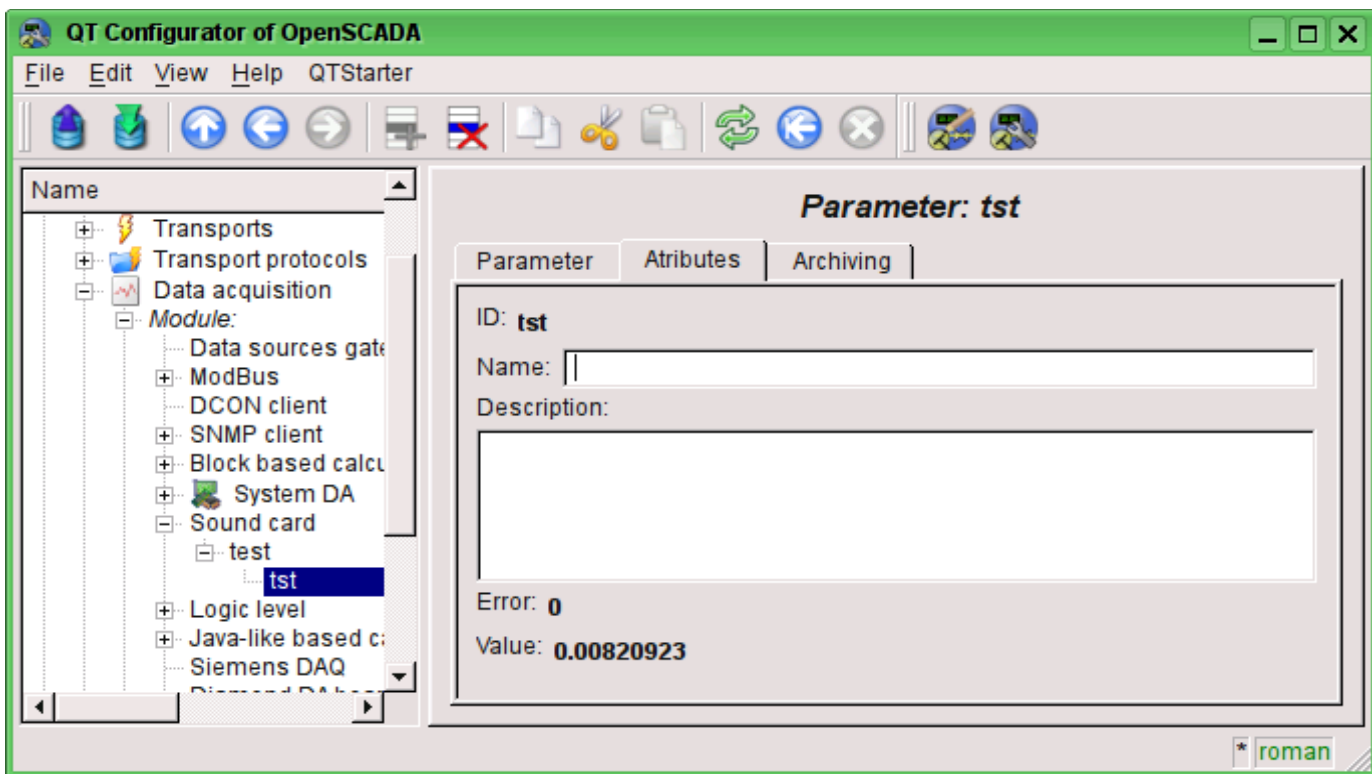 QT Configurator of OpenSCADA
File Edit View Help QTStarter
Name
Transports
Transport protocols
Data acquisition
Module:
Data sources gate
ModBus
DCON client
SNMP client
Block based calcu
System DA
Sound card
test
tst
Logic level
Java-like based ca
Siemens DAQ
Parameter: tst
Parameter Atributes Archiving
ID: tst
Name:
Description:
Error: 0
Value: 0.00820923
* roman